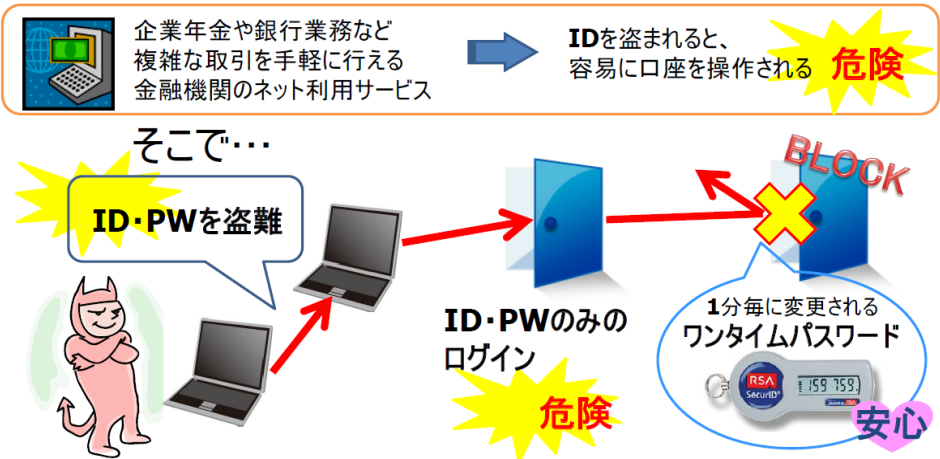 企業年金や銀行業務など
複雑な取引を手軽に行える
金融機関のネット利用サービス
IDを盗まれると、
容易に口座を操作される
危険
そこで･･･
ID･PWを盗難
BLOCK
ID･PWのみの
ログイン
危険
1分毎に変更される
ワンタイムパスワード
RSA
SecurID®
159 759
安心